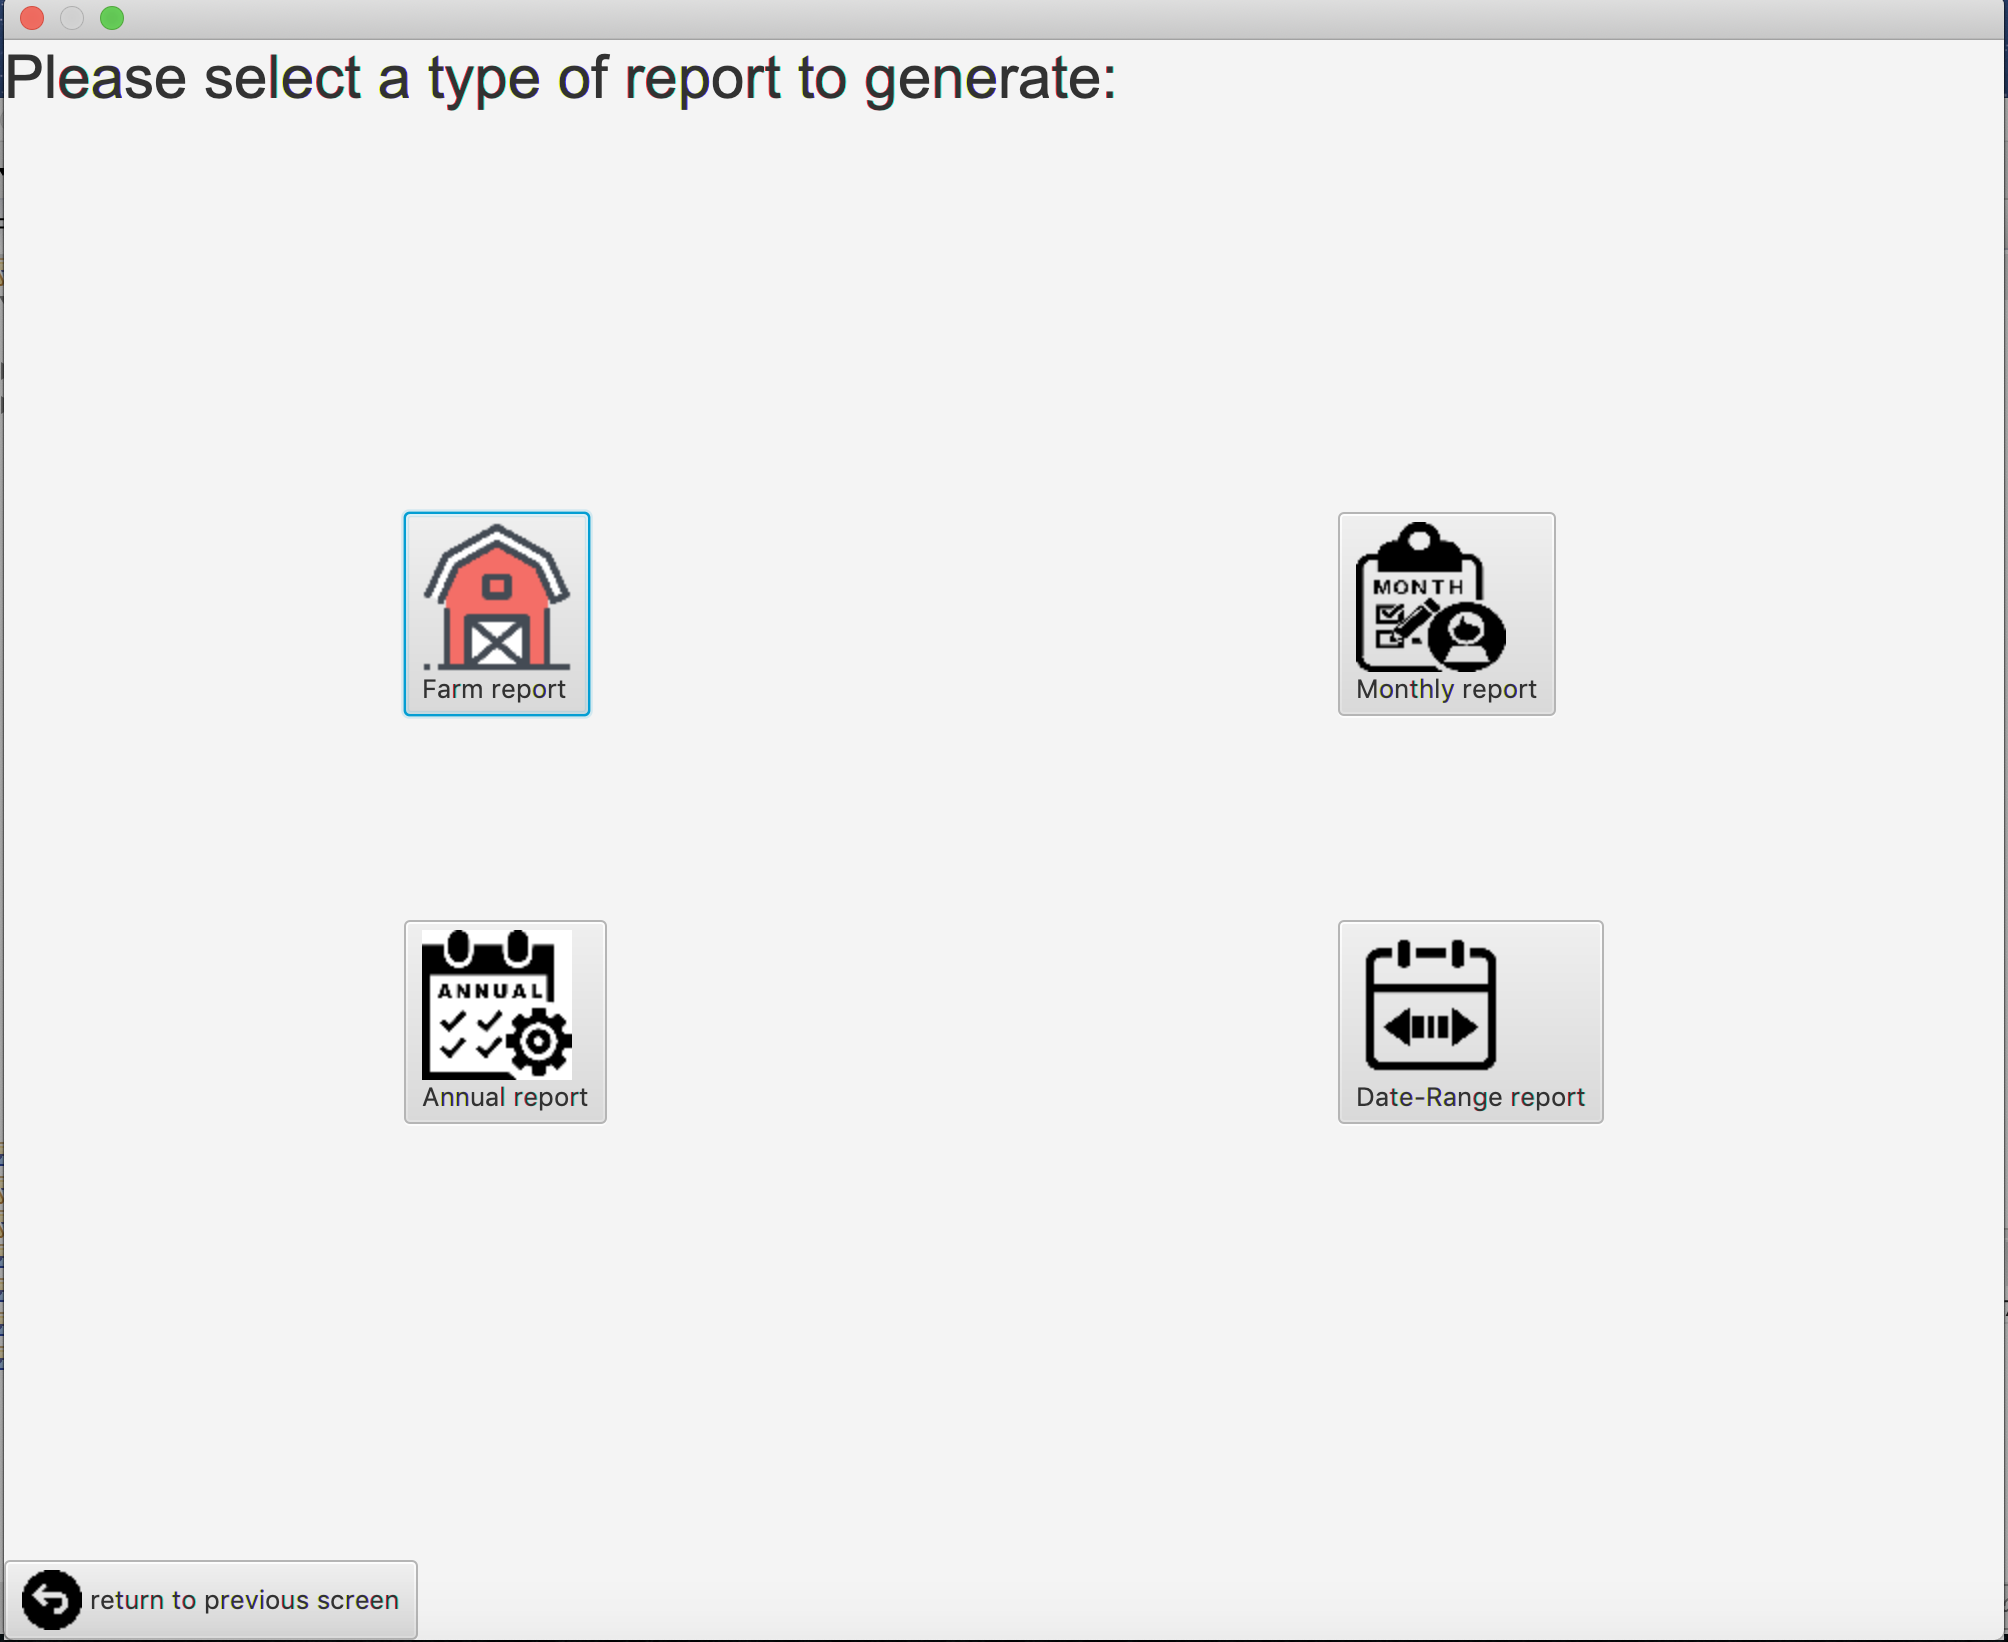 Please select a type of report to generate:
MONTH
Farm report
Monthly report
ANNUAL
Annual report
Date-Range report
return to previous screen